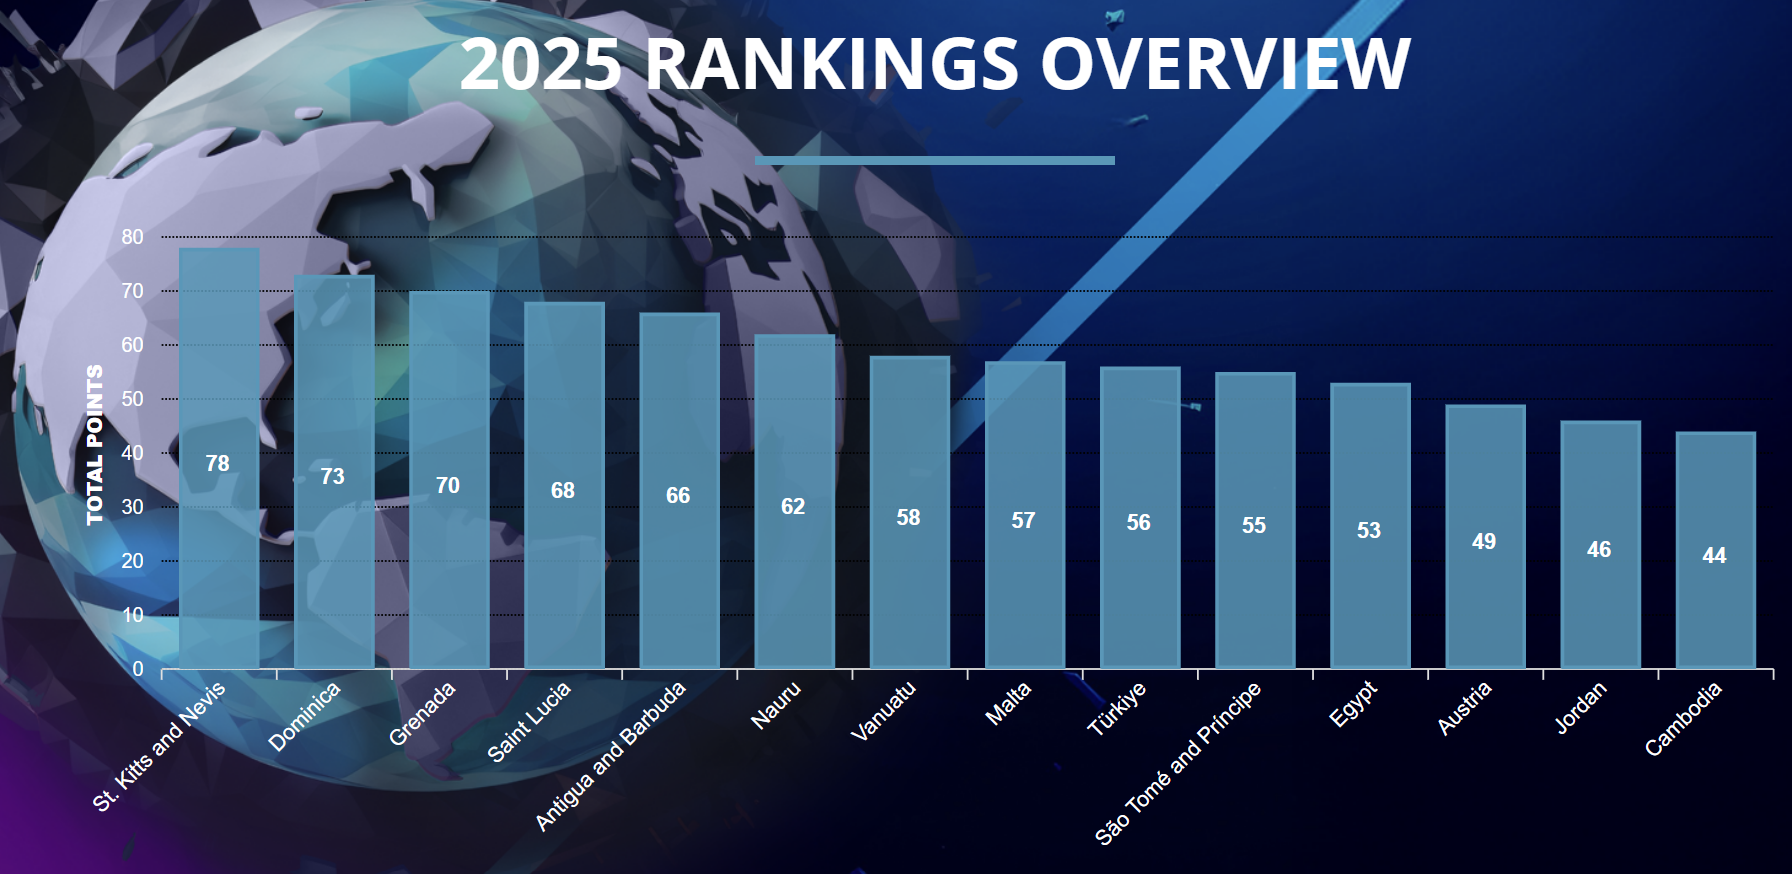 2025 RANKINGS OVERVIEW
TOTAL POINTS
80
70
60
50
40
30
20
10
0
78
73
70
68
66
62
58
57
56
55
53
49
46
44
St. Kitts and Nevis
Dominica
Grenada
Saint Lucia
Antigua and Barbuda
Nauru
Vanuatu
Malta
Türkiye
São Tomé and Príncipe
Egypt
Austria
Jordan
Cambodia